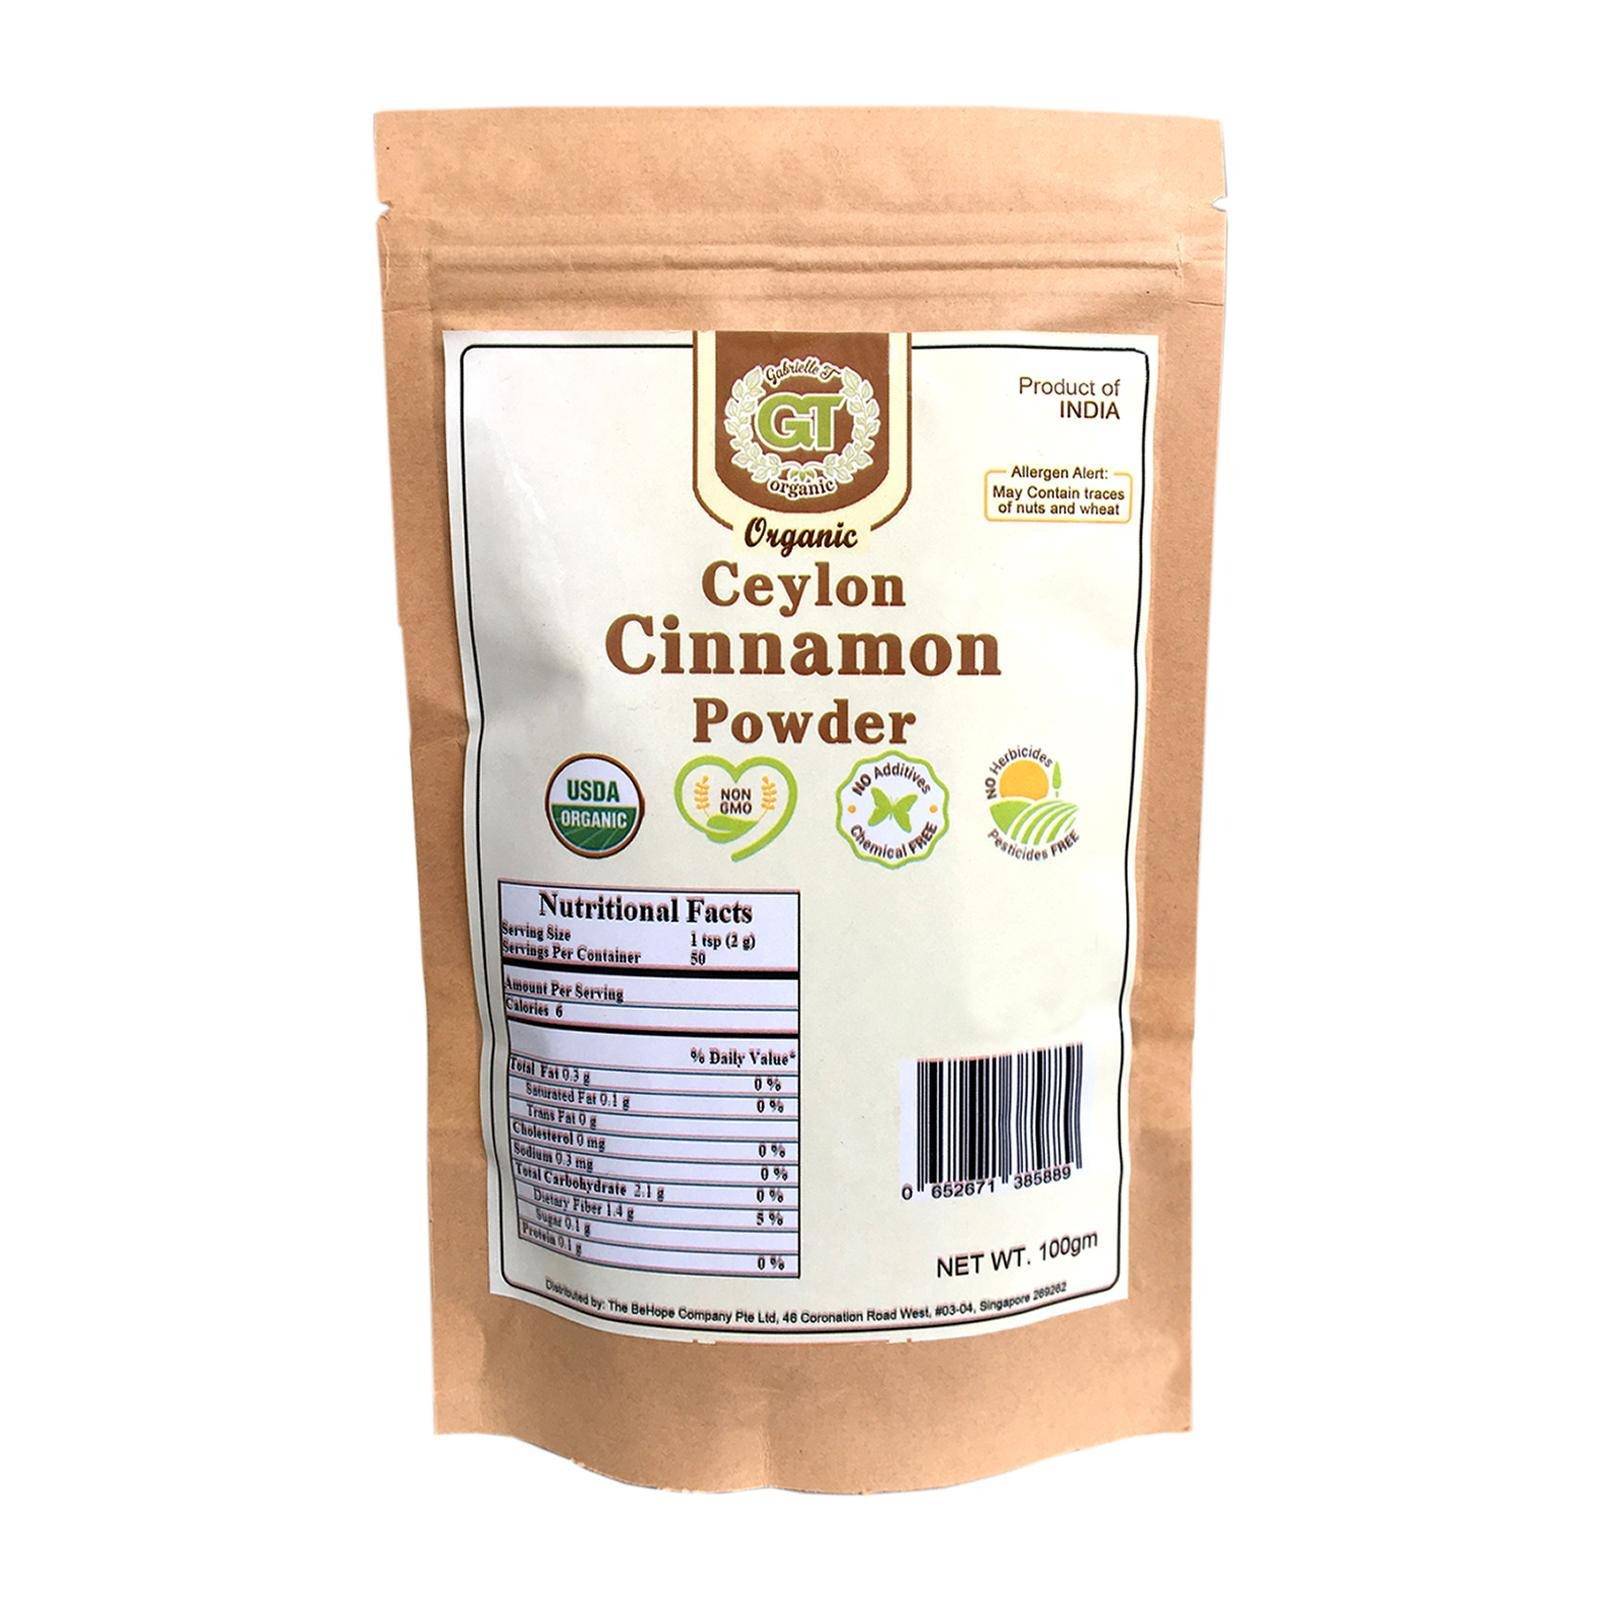 Gabrielle T
GT
organic
Product of
INDIA
Allergen Alert:
May Contain traces
of nuts and wheat
Organic
Ceylon
Cinnamon
Powder
USDA
ORGANIC
NON
GMO
NO Additives
Chemical FREE
NO Herbicides
Pesticides FREE
Nutritional Facts
Serving Size 1 tsp (2 g)
Servings Per Container 50
Amount Per Serving
Calories 6
% Daily Value*
Total Fat 0.3 g 0 %
Saturated Fat 0.1 g 0 %
Trans Fat 0 g
Cholesterol 0 mg 0 %
Sodium 0.3 mg 0 %
Total Carbohydrate 2.1 g 0 %
Dietary Fiber 1.4 g 5 %
Sugar 0.1 g
Protein 0.1 g 0 %
0 652671 385889
NET WT. 100gm
Distributed by: The BeHope Company Pte Ltd, 46 Coronation Road West, #03-04, Singapore 269262